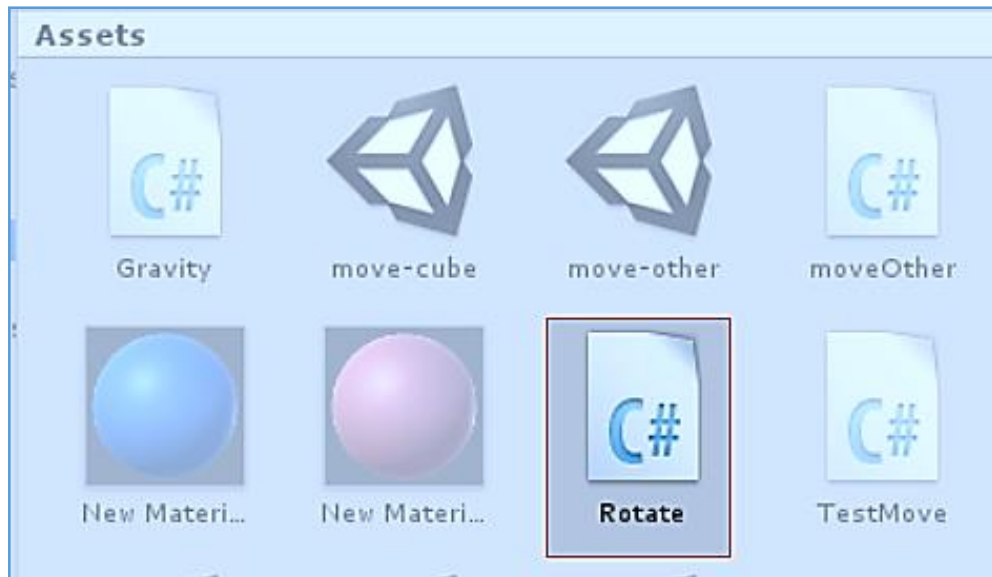 Assets
C#
C#
Gravity
move-cube
move-other
moveOther
C#
C#
New Materi...
New Materi...
Rotate
TestMove